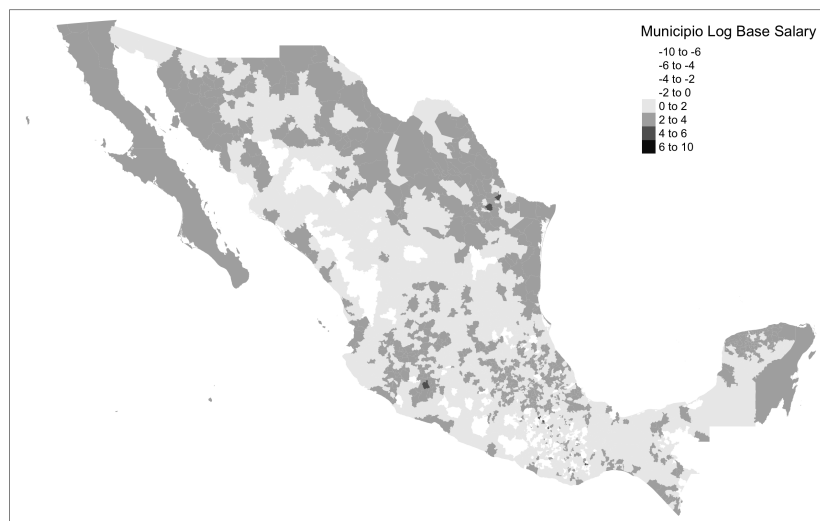 Municipio Log Base Salary
-10 to -6
-6 to -4
-4 to -2
-2 to 0
0 to 2
2 to 4
4 to 6
6 to 10